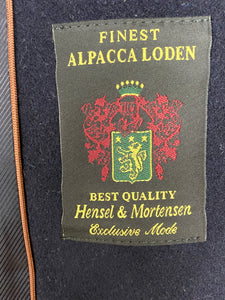 FINEST
ALPACCA LODEN
BEST QUALITY
Hensel & Mortensen
Exclusive Mode